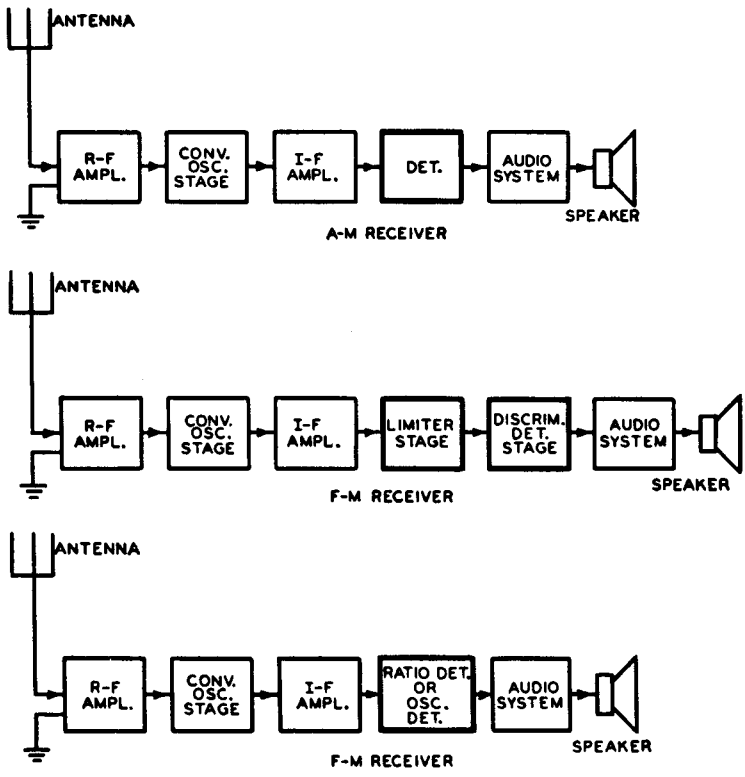 ANTENNA
R-F
AMPL.
CONV.
OSC.
STAGE
I-F
AMPL.
DET.
AUDIO
SYSTEM
SPEAKER
A-M RECEIVER
ANTENNA
R-F
AMPL.
CONV.
OSC.
STAGE
I-F
AMPL.
LIMITER
STAGE
DISCRIM.
DET.
STAGE
AUDIO
SYSTEM
SPEAKER
F-M RECEIVER
ANTENNA
R-F
AMPL.
CONV.
OSC.
STAGE
I-F
AMPL.
RATIO DET.
OR
OSC.
DET.
AUDIO
SYSTEM
SPEAKER
F-M RECEIVER